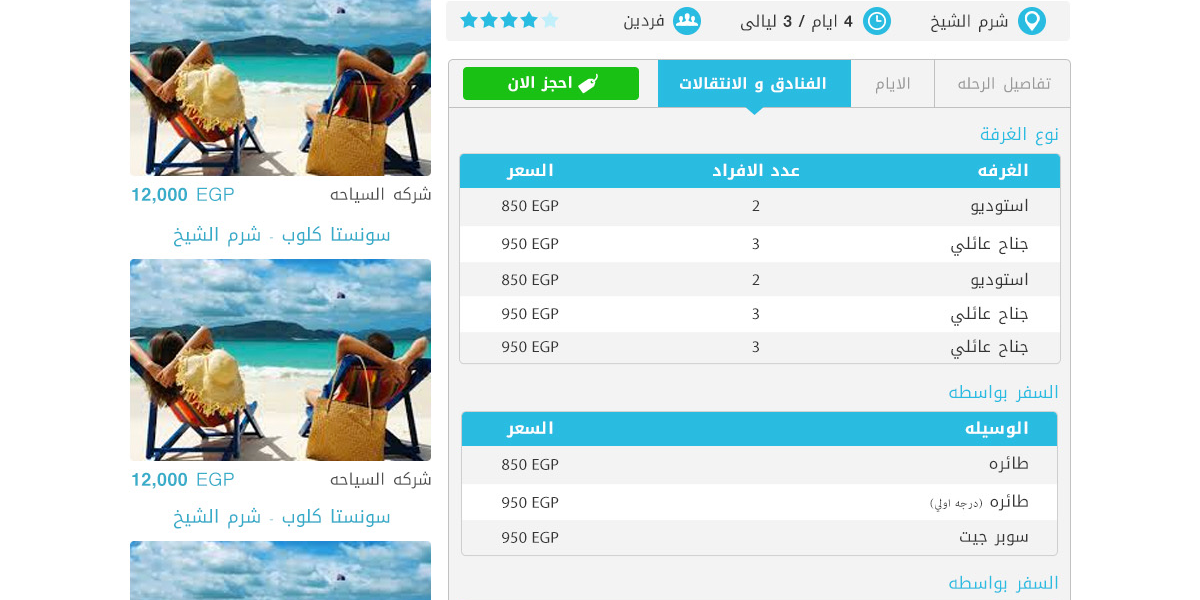 شرم الشيخ
4 ايام / 3 ليالى
فردين
تفاصيل الرحله
الايام
الفنادق و الانتقالات
احجز الان
نوع الغرفة
الغرفه عدد الافراد السعر
استوديو 2 850 EGP
جناح عائلي 3 950 EGP
استوديو 2 850 EGP
جناح عائلي 3 950 EGP
جناح عائلي 3 950 EGP
السفر بواسطه
الوسيله السعر
طائره 850 EGP
طائره (درجه اولي) 950 EGP
سوبر جيت 950 EGP
السفر بواسطه
شركه السياحه 12,000 EGP
سونستا كلوب - شرم الشيخ
شركه السياحه 12,000 EGP
سونستا كلوب - شرم الشيخ